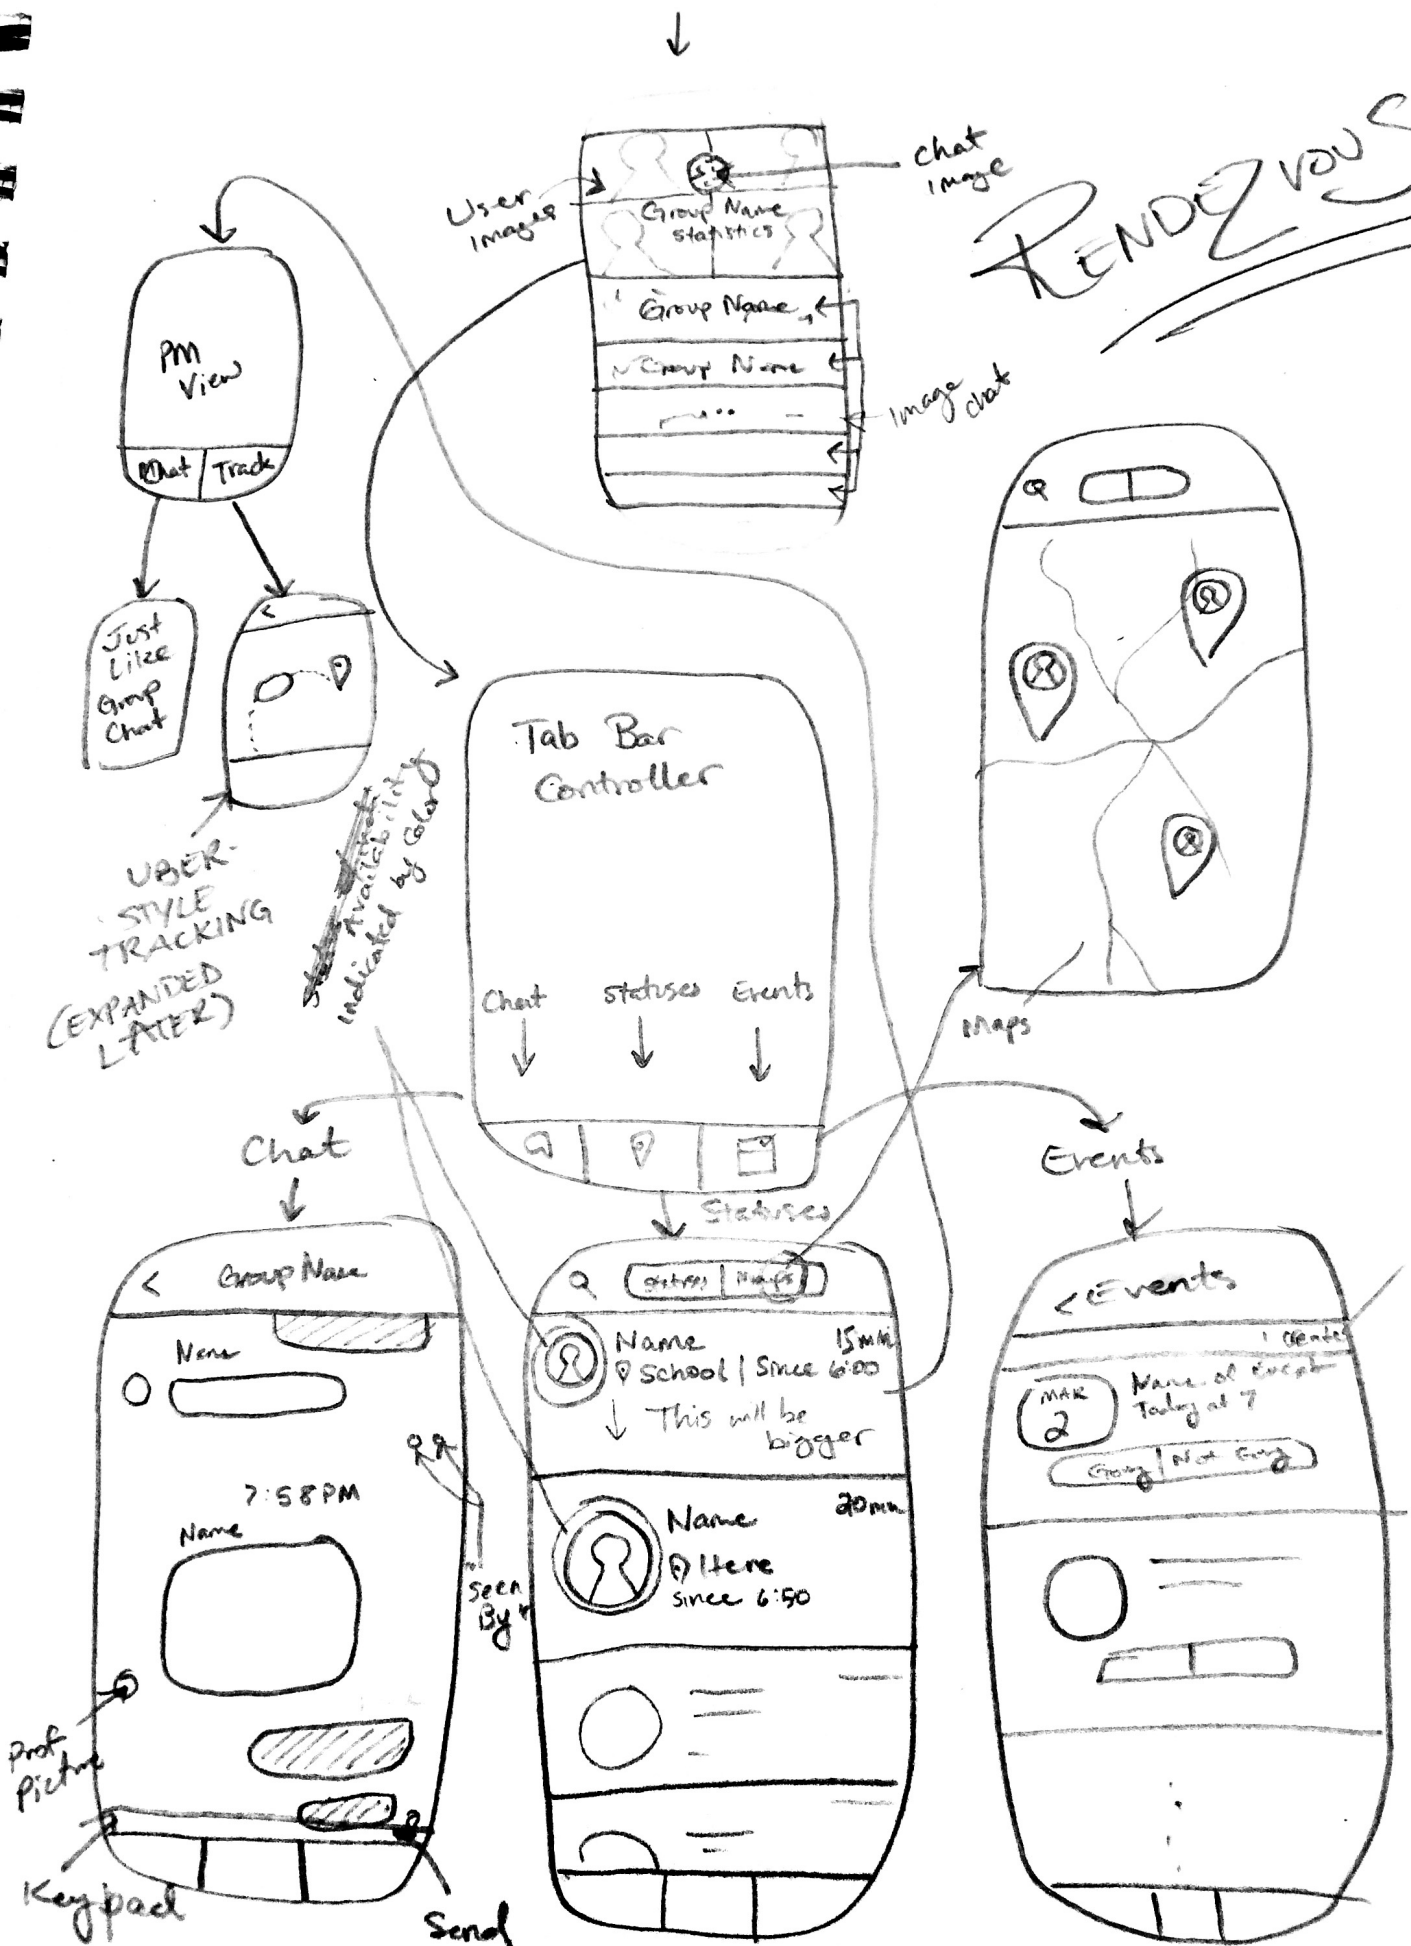 RENDEZVOUS
chat
image
User
images
Group Name
statistics
Group Name
Group Name
Image
chat
PM
View
Chat
Track
Just
Like
Group
Chat
UBER-
STYLE
TRACKING
(EXPANDED
LATER)
Availability
Indicated by Color
Tab Bar
Controller
Chat
Statuses
Events
Maps
Chat
Statuses
Events
<
Group Name
Name
7:58PM
Name
Seen
By
Prof
Picture
Keypad
Send
Statuses | Maps
Name
15min
School | Since 6:00
This will be
bigger
Name
20min
Here
Since 6:50
< Events
MAR
2
Name of Event
Today at 7
Going | Not Going